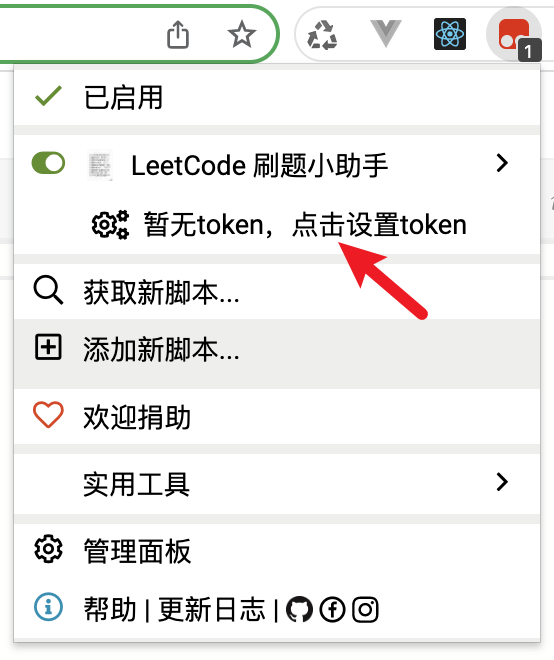 1
已启用
LeetCode 刷题小助手
暂无token，点击设置token
获取新脚本...
添加新脚本...
欢迎捐助
实用工具
管理面板
帮助 | 更新日志 |